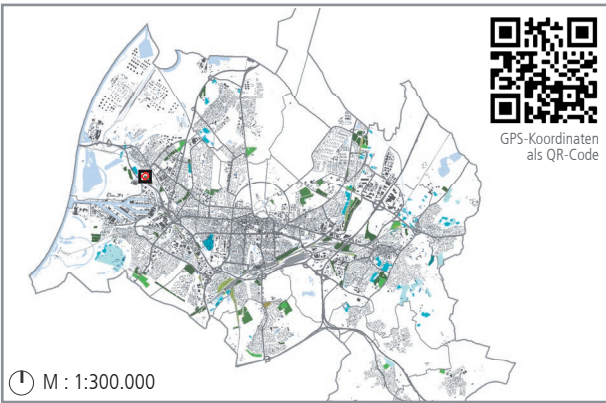 GPS-Koordinaten
als QR-Code
M : 1:300.000